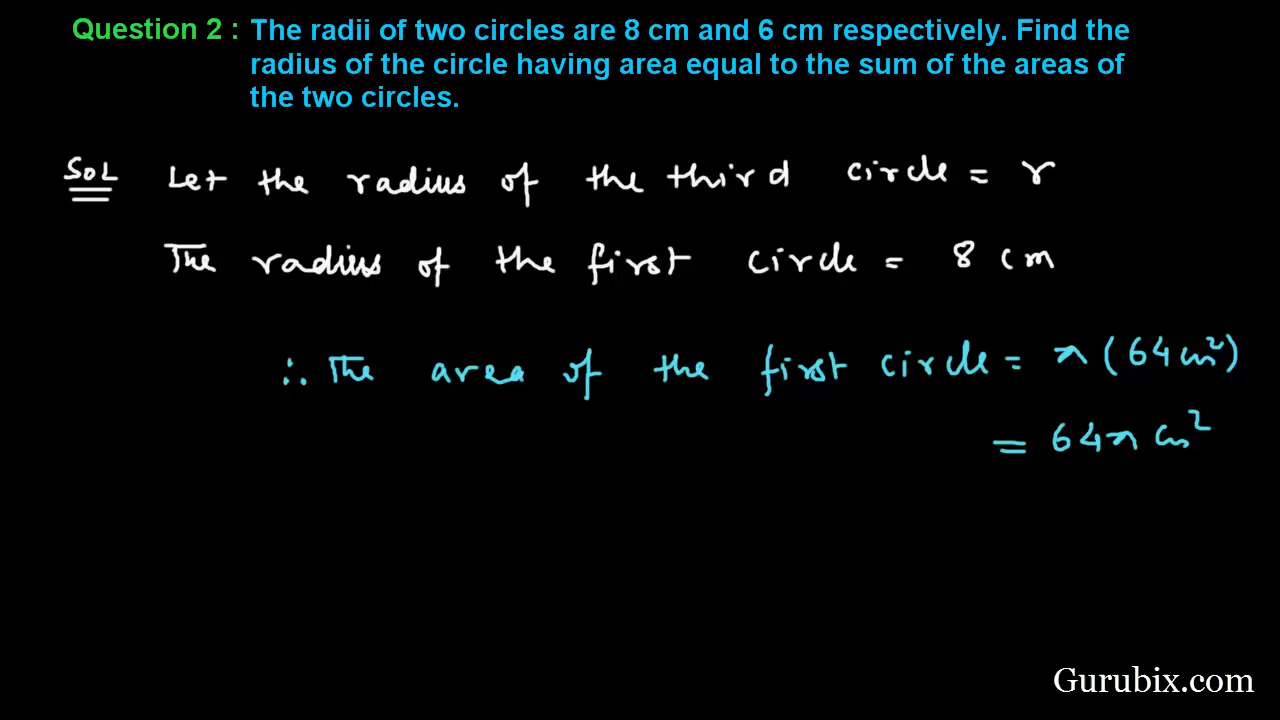 Question 2 : The radii of two circles are 8 cm and 6 cm respectively. Find the
radius of the circle having area equal to the sum of the areas of
the two circles.
SOL Let the radius of the third circle = r
The radius of the first circle = 8 cm
∴ The area of the first circle = π (64 cm²)
= 64π cm²
Gurubix.com